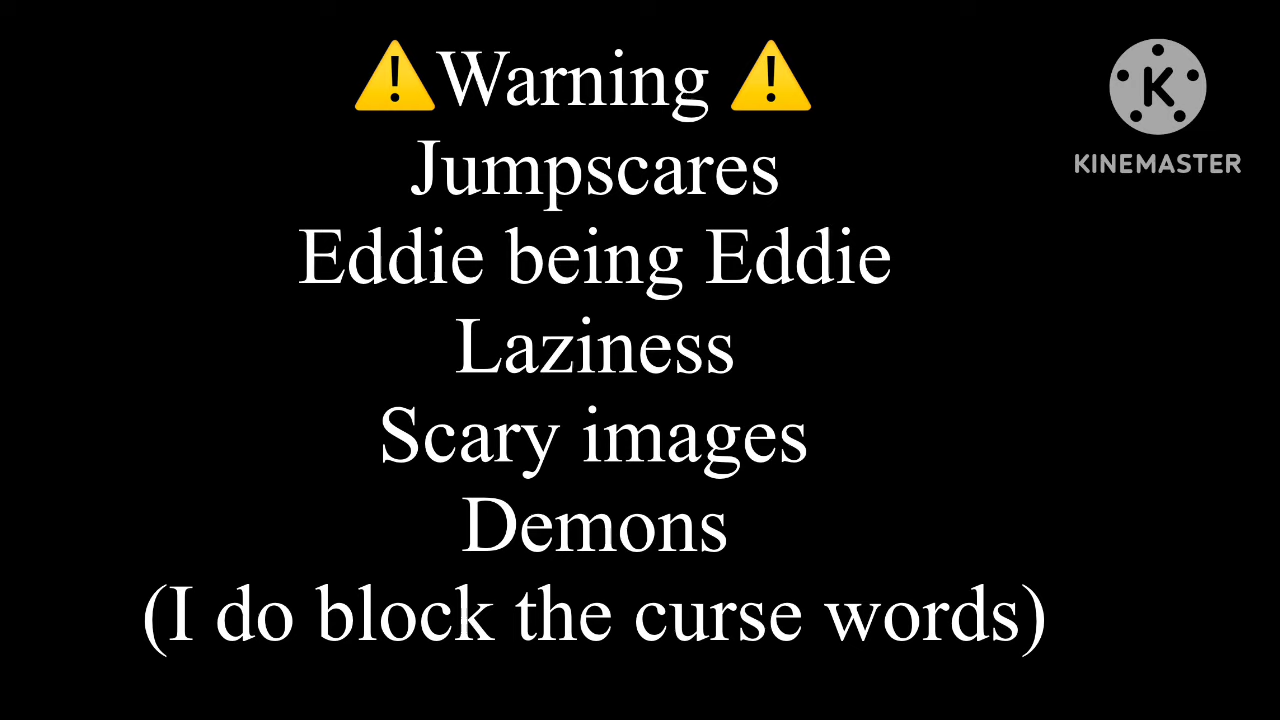 ⚠️Warning ⚠️
Jumpscares
Eddie being Eddie
Laziness
Scary images
Demons
(I do block the curse words)
K
KINEMASTER